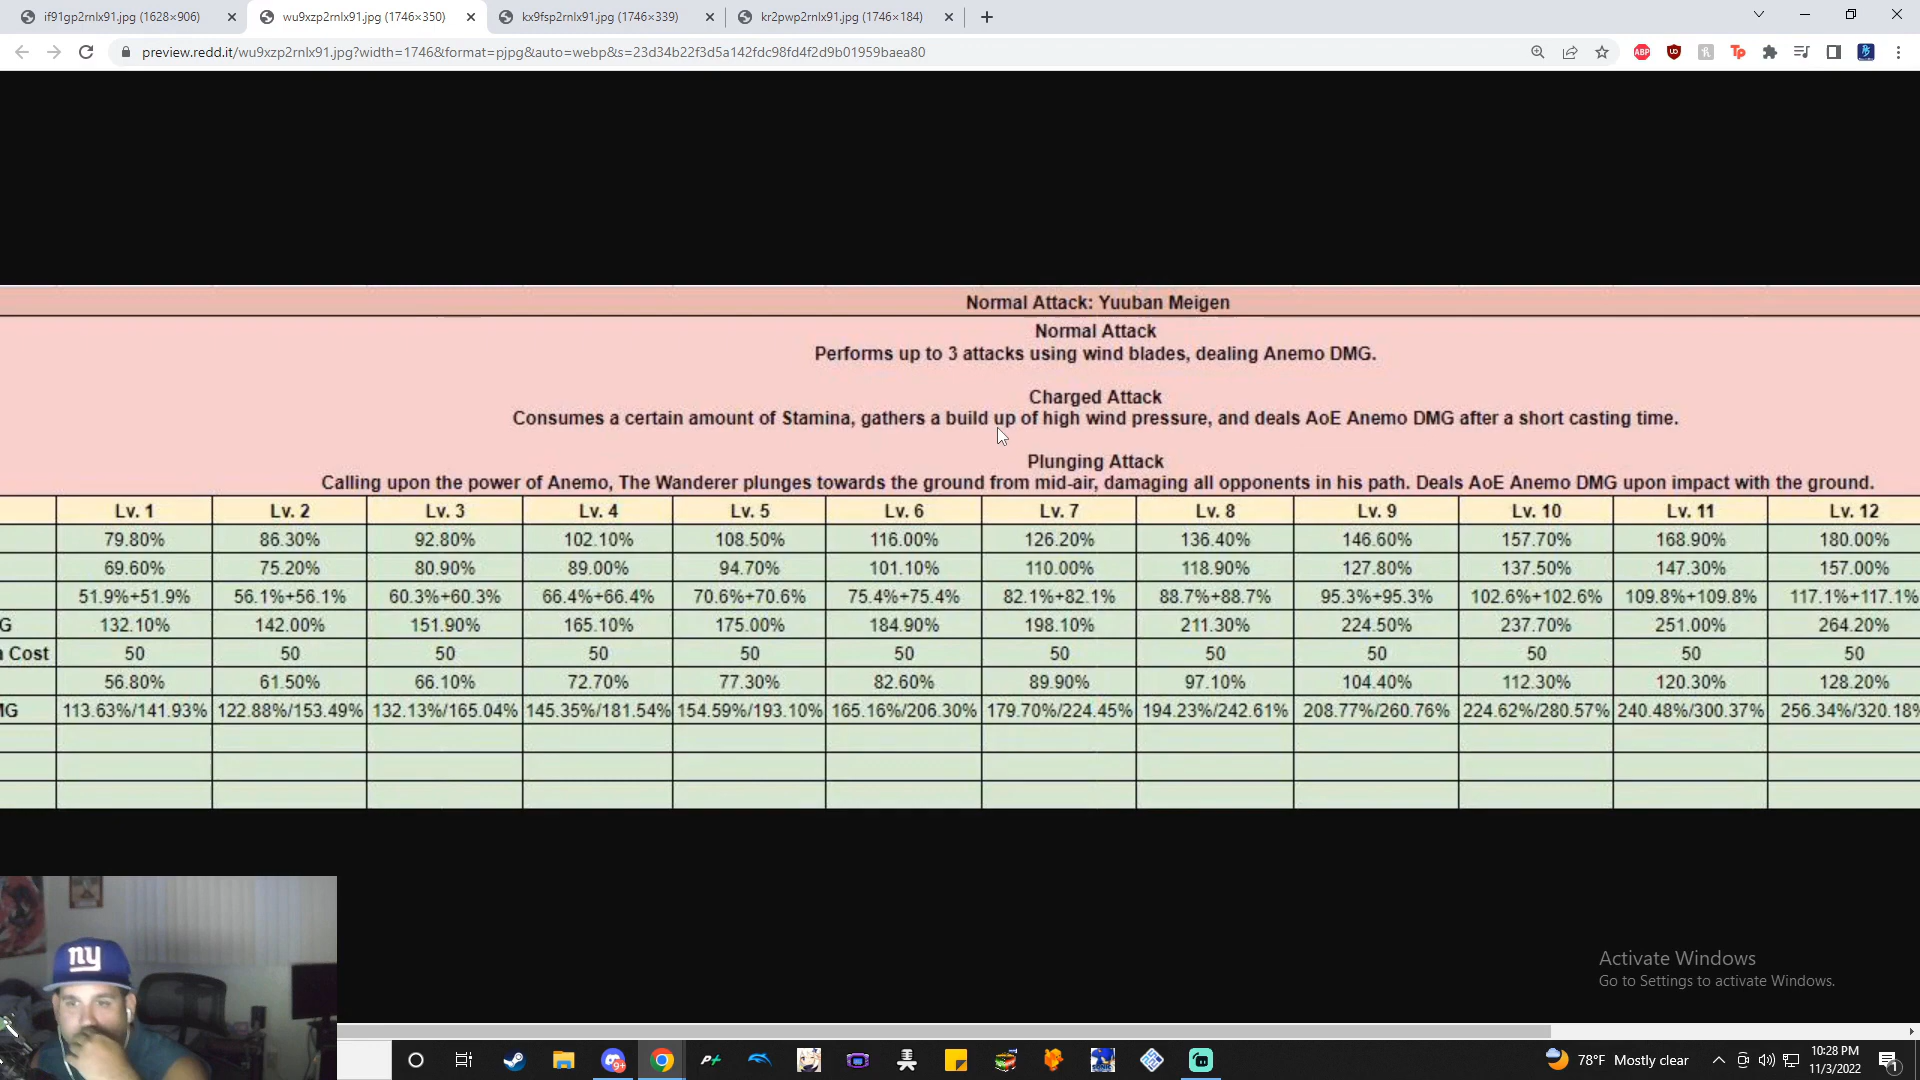 if91gp2rnlx91.jpg (1628×906)
wu9xzp2rnlx91.jpg (1746×350)
kx9fsp2rnlx91.jpg (1746×339)
kr2pwp2rnlx91.jpg (1746×184)
preview.redd.it/wu9xzp2rnlx91.jpg?width=1746&format=pjpg&auto=webp&s=23d34b22f3d5a142fdc98fd4f2d9b01959baea80
ABP
Normal Attack: Yuuban Meigen
Normal Attack
Performs up to 3 attacks using wind blades, dealing Anemo DMG.
Charged Attack
Consumes a certain amount of Stamina, gathers a build up of high wind pressure, and deals AoE Anemo DMG after a short casting time.
Plunging Attack
Calling upon the power of Anemo, The Wanderer plunges towards the ground from mid-air, damaging all opponents in his path. Deals AoE Anemo DMG upon impact with the ground.
Lv. 1 Lv. 2 Lv. 3 Lv. 4 Lv. 5 Lv. 6 Lv. 7 Lv. 8 Lv. 9 Lv. 10 Lv. 11 Lv. 12
79.80% 86.30% 92.80% 102.10% 108.50% 116.00% 126.20% 136.40% 146.60% 157.70% 168.90% 180.00%
69.60% 75.20% 80.90% 89.00% 94.70% 101.10% 110.00% 118.90% 127.80% 137.50% 147.30% 157.00%
51.9%+51.9% 56.1%+56.1% 60.3%+60.3% 66.4%+66.4% 70.6%+70.6% 75.4%+75.4% 82.1%+82.1% 88.7%+88.7% 95.3%+95.3% 102.6%+102.6% 109.8%+109.8% 117.1%+117.1%
G 132.10% 142.00% 151.90% 165.10% 175.00% 184.90% 198.10% 211.30% 224.50% 237.70% 251.00% 264.20%
Cost 50 50 50 50 50 50 50 50 50 50 50 50
56.80% 61.50% 66.10% 72.70% 77.30% 82.60% 89.90% 97.10% 104.40% 112.30% 120.30% 128.20%
MG 113.63%/141.93% 122.88%/153.49% 132.13%/165.04% 145.35%/181.54% 154.59%/193.10% 165.16%/206.30% 179.70%/224.45% 194.23%/242.61% 208.77%/260.76% 224.62%/280.57% 240.48%/300.37% 256.34%/320.18%
ny
Activate Windows
Go to Settings to activate Windows.
9+
78°F Mostly clear
10:28 PM
11/3/2022
1